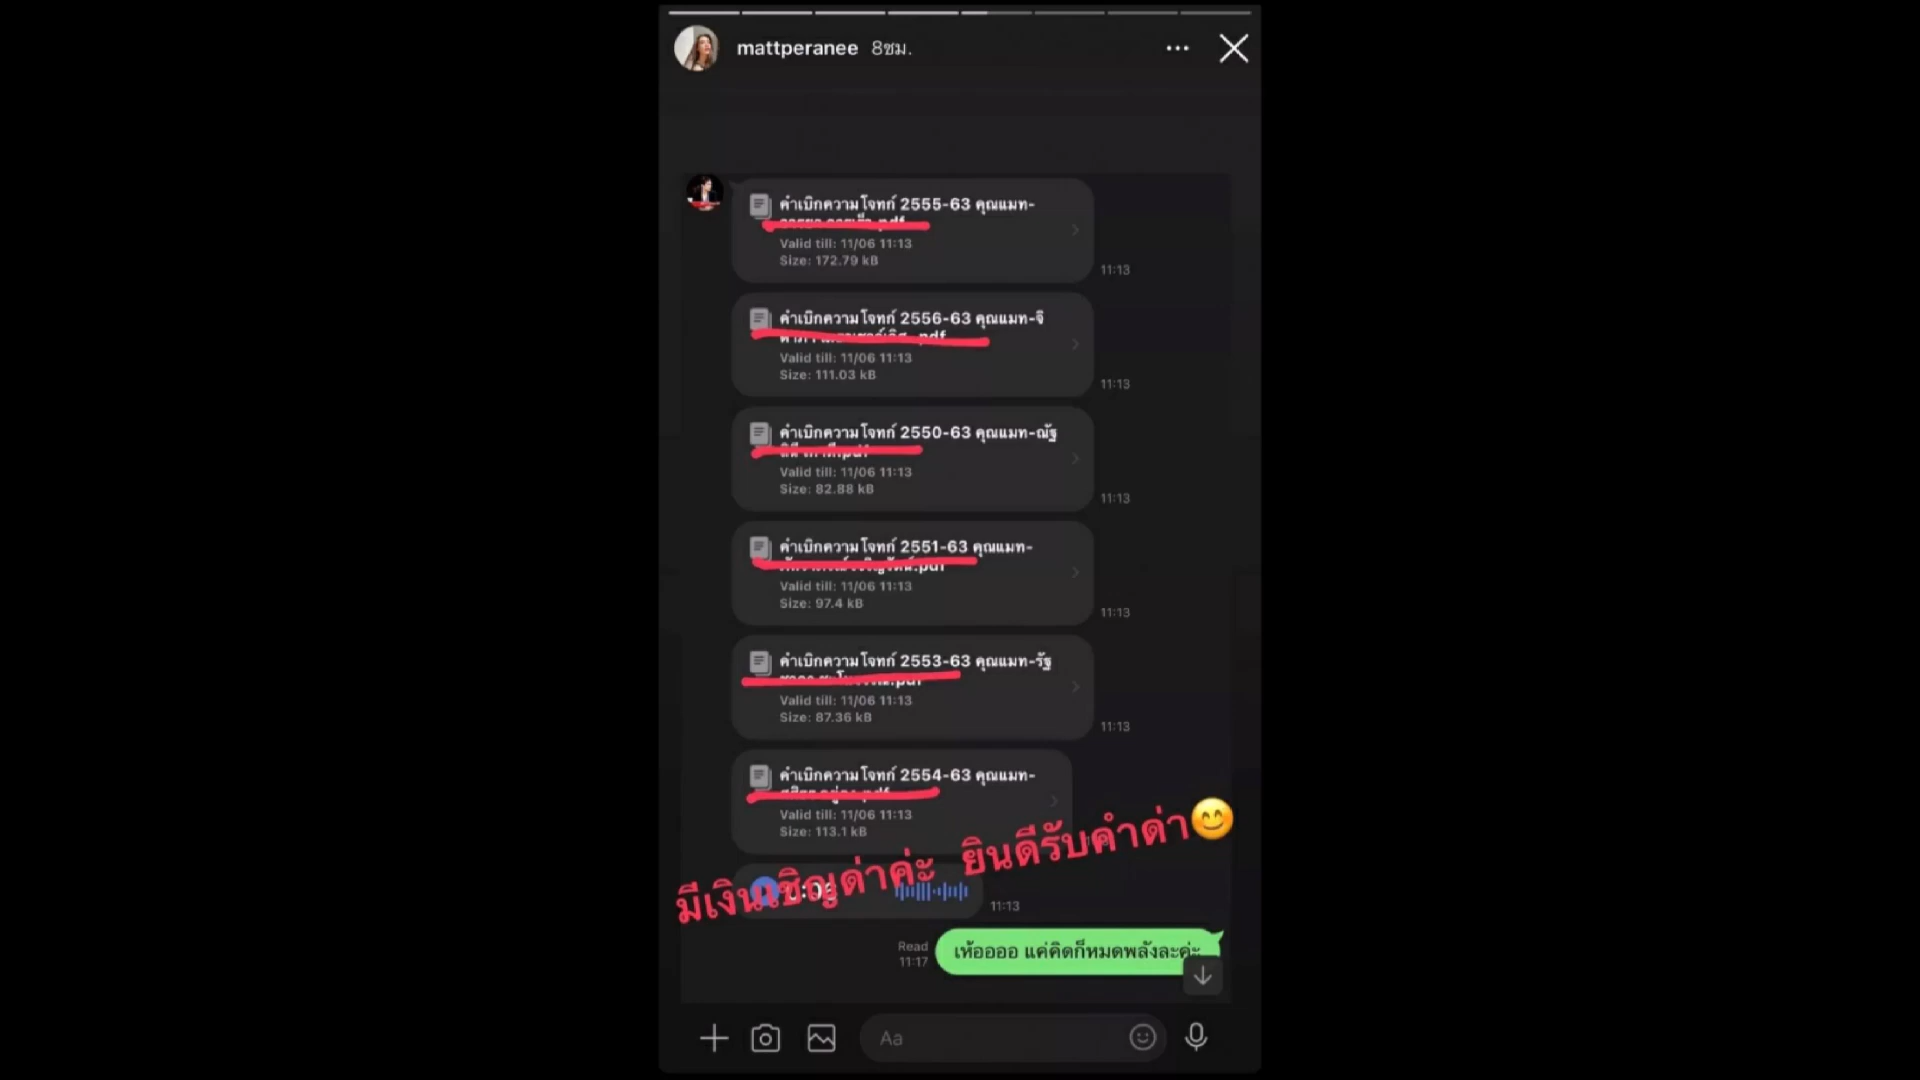 mattperanee 8ชม.
คำเบิกความโจทก์ 2555-63 คุณแมท-
.pdf
Valid till: 11/06 11:13
Size: 172.79 kB
11:13
คำเบิกความโจทก์ 2556-63 คุณแมท-จิ
.pdf
Valid till: 11/06 11:13
Size: 111.03 kB
11:13
คำเบิกความโจทก์ 2550-63 คุณแมท-ณัฐ
.pdf
Valid till: 11/06 11:13
Size: 82.88 kB
11:13
คำเบิกความโจทก์ 2551-63 คุณแมท-
.pdf
Valid till: 11/06 11:13
Size: 97.4 kB
11:13
คำเบิกความโจทก์ 2553-63 คุณแมท-รัฐ
.pdf
Valid till: 11/06 11:13
Size: 87.36 kB
11:13
คำเบิกความโจทก์ 2554-63 คุณแมท-
.pdf
Valid till: 11/06 11:13
Size: 113.1 kB
มีเงินเชิญด่าค่ะ ยินดีรับคำด่า😊
11:13
Read
11:17
เห้ออออ แค่คิดก็หมดพลังละค่ะ
Aa